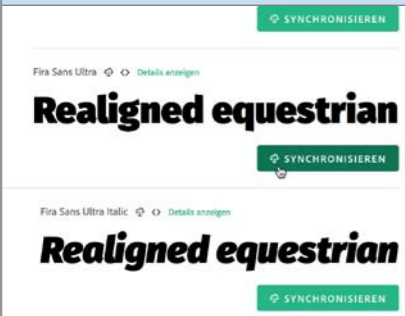 SYNCHRONISIEREN
Fira Sans Ultra Details anzeigen
Realigned equestrian
SYNCHRONISIEREN
Fira Sans Ultra Italic Details anzeigen
Realigned equestrian
SYNCHRONISIEREN